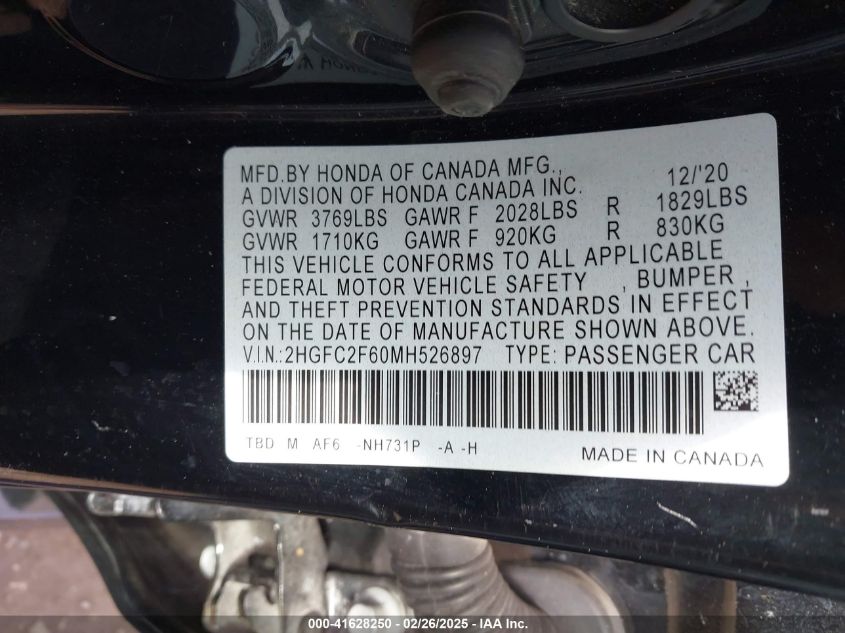 MFD.BY HONDA OF CANADA MFG., 12/'20
A DIVISION OF HONDA CANADA INC.
GVWR 3769LBS GAWR F 2028LBS R 1829LBS
GVWR 1710KG GAWR F 920KG R 830KG
THIS VEHICLE CONFORMS TO ALL APPLICABLE
FEDERAL MOTOR VEHICLE SAFETY , BUMPER ,
AND THEFT PREVENTION STANDARDS IN EFFECT
ON THE DATE OF MANUFACTURE SHOWN ABOVE.
V.I.N.:2HGFC2F60MH526897 TYPE: PASSENGER CAR
TBD M AF6 -NH731P -A -H
MADE IN CANADA
000-41628250 - 02/26/2025 - IAA Inc.